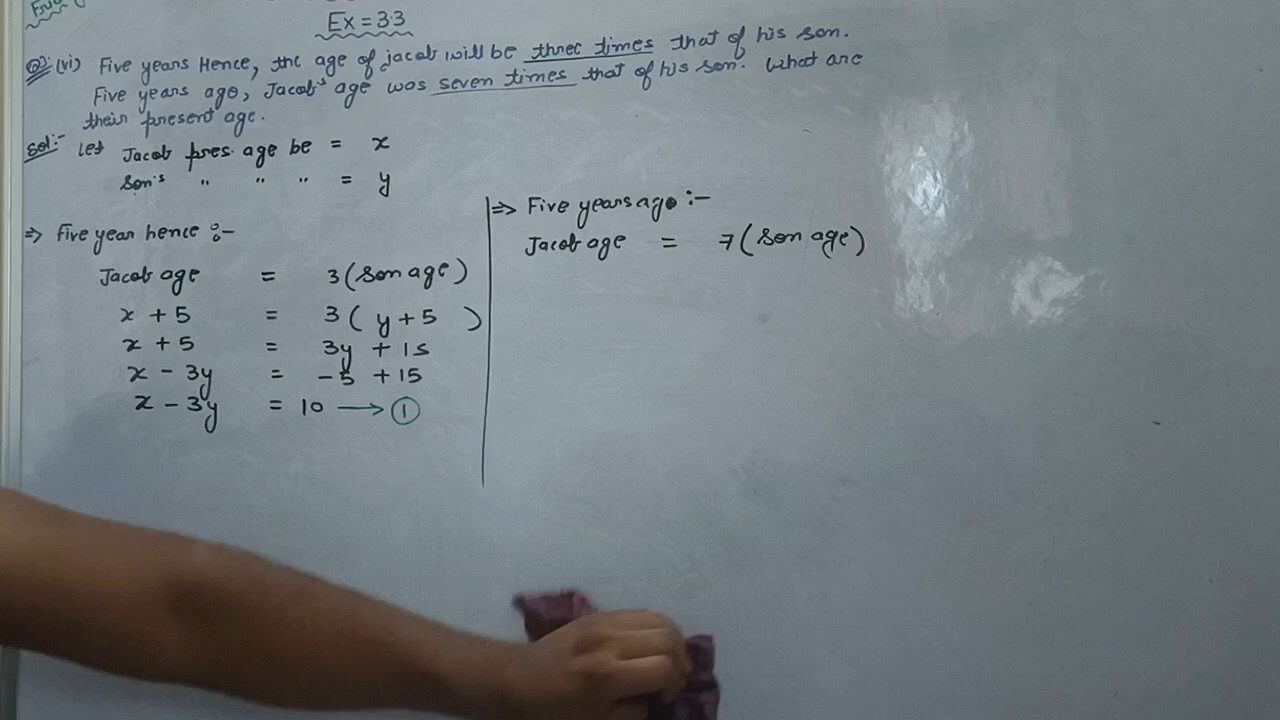 Ex = 3.3
Q3: (vi) Five years Hence, the age of jacob will be three times that of his son.
Five years ago, Jacob's age was seven times that of his son. What are
their present age.
Sol:- Let Jacob pres. age be = x
Son's " " " = y
⇒ Five year hence :-
Jacob age = 3 (Son age)
x + 5 = 3 ( y + 5 )
x + 5 = 3y + 15
x - 3y = -5 + 15
x - 3y = 10 → ①
⇒ Five years ago :-
Jacob age = 7 (Son age)